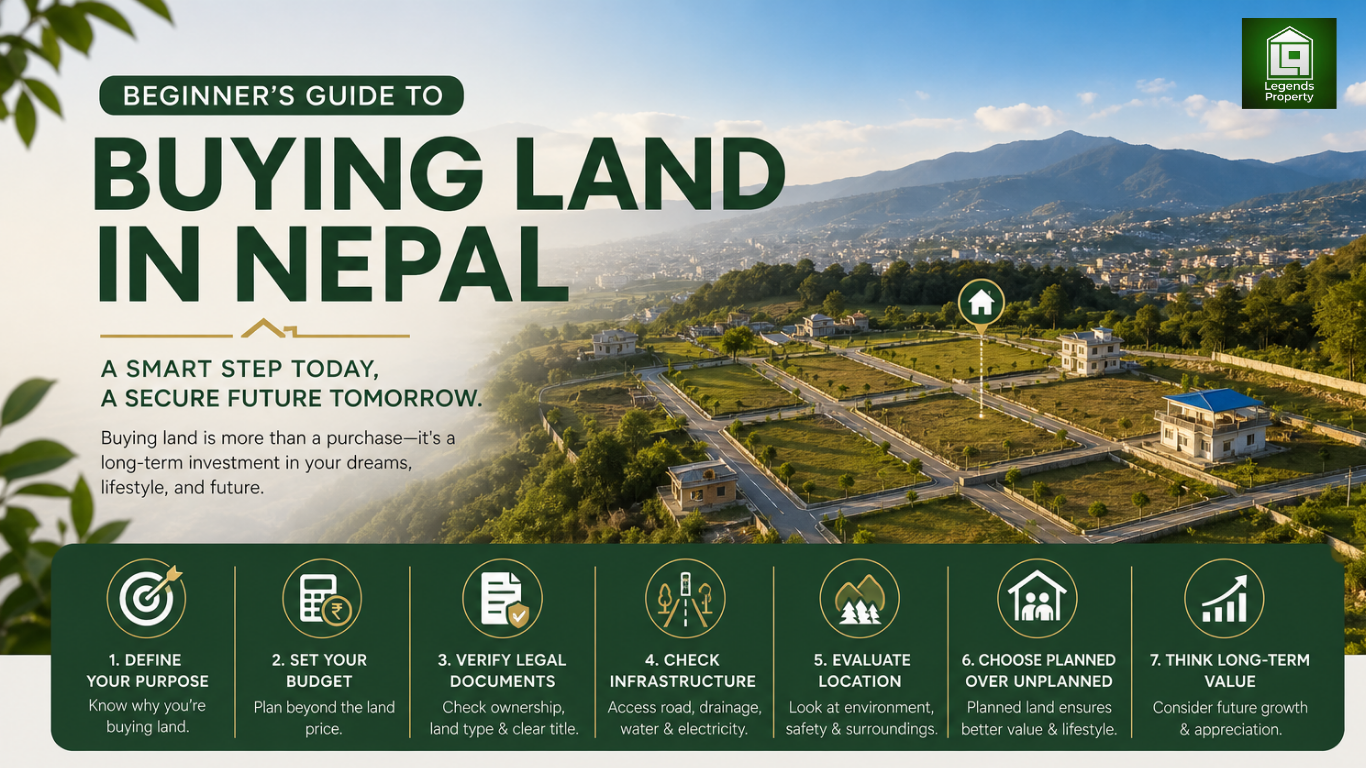 Legends
Property
BEGINNER'S GUIDE TO
BUYING LAND
IN NEPAL
A SMART STEP TODAY,
A SECURE FUTURE TOMORROW.
Buying land is more than a purchase—it's a
long-term investment in your dreams,
lifestyle, and future.
₹
1. DEFINE
YOUR PURPOSE
Know why you're
buying land.
2. SET YOUR
BUDGET
Plan beyond the land
price.
3. VERIFY LEGAL
DOCUMENTS
Check ownership,
land type & clear title.
4. CHECK
INFRASTRUCTURE
Access road, drainage,
water & electricity.
5. EVALUATE
LOCATION
Look at environment,
safety & surroundings.
6. CHOOSE PLANNED
OVER UNPLANNED
Planned land ensures
better value & lifestyle.
7. THINK LONG-TERM
VALUE
Consider future growth
& appreciation.